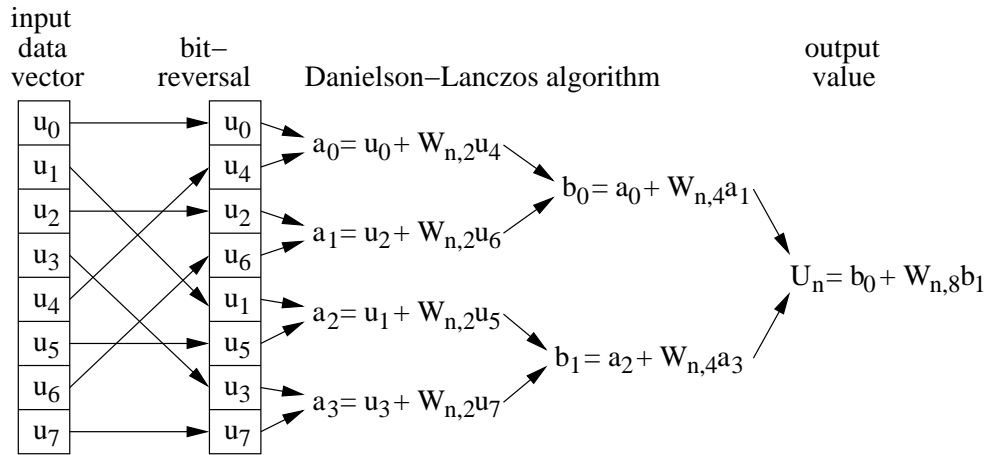 input
data
vector
bit–
reversal
Danielson–Lanczos algorithm
output
value
u0
u1
u2
u3
u4
u5
u6
u7
u0
u4
u2
u6
u1
u5
u3
u7
a0= u0+ Wn,2u4
a1= u2+ Wn,2u6
a2= u1+ Wn,2u5
a3= u3+ Wn,2u7
b0= a0+ Wn,4a1
b1= a2+ Wn,4a3
Un= b0+ Wn,8b1